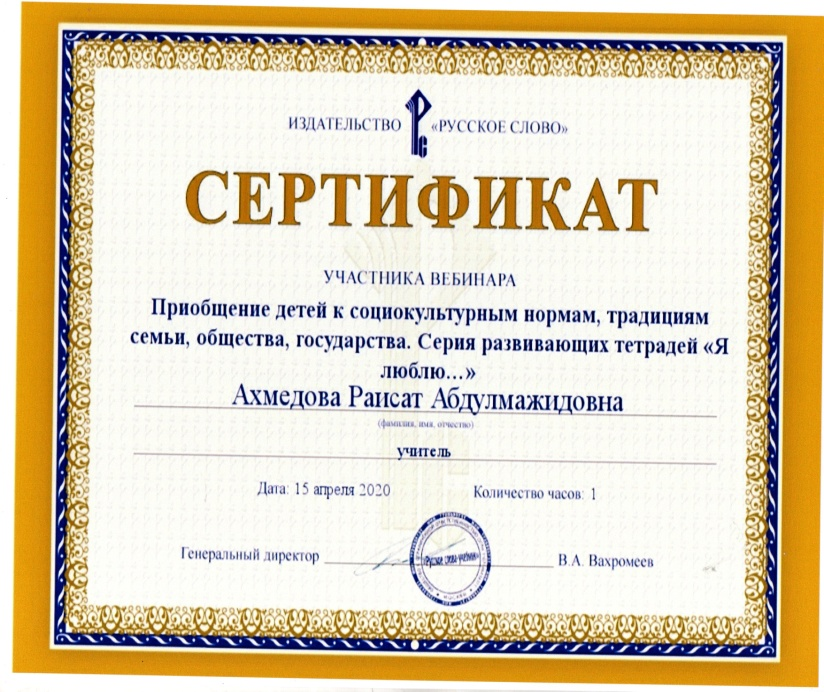 ИЗДАТЕЛЬСТВО «РУССКОЕ СЛОВО»
СЕРТИФИКАТ
УЧАСТНИКА ВЕБИНАРА
Приобщение детей к социокультурным нормам, традициям
семьи, общества, государства. Серия развивающих тетрадей «Я
люблю...»
Ахмедова Раисат Абдулмажидовна
(фамилия, имя, отчество)
учитель
Дата: 15 апреля 2020 Количество часов: 1
Генеральный директор В.А. Вахромеев